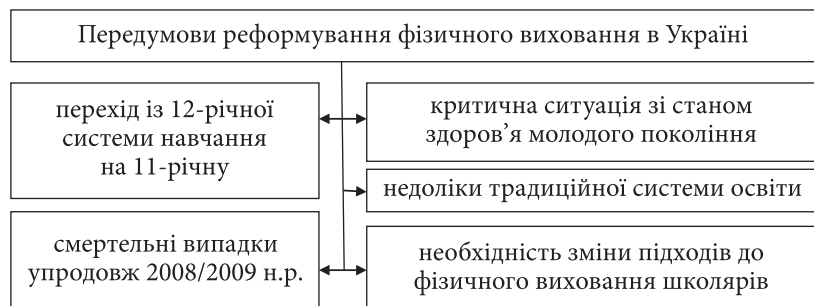 Передумови реформування фізичного виховання в Україні
перехід із 12-річної
системи навчання
на 11-річну
критична ситуація зі станом
здоров’я молодого покоління
недоліки традиційної системи освіти
смертельні випадки
упродовж 2008/2009 н.р.
необхідність зміни підходів до
фізичного виховання школярів